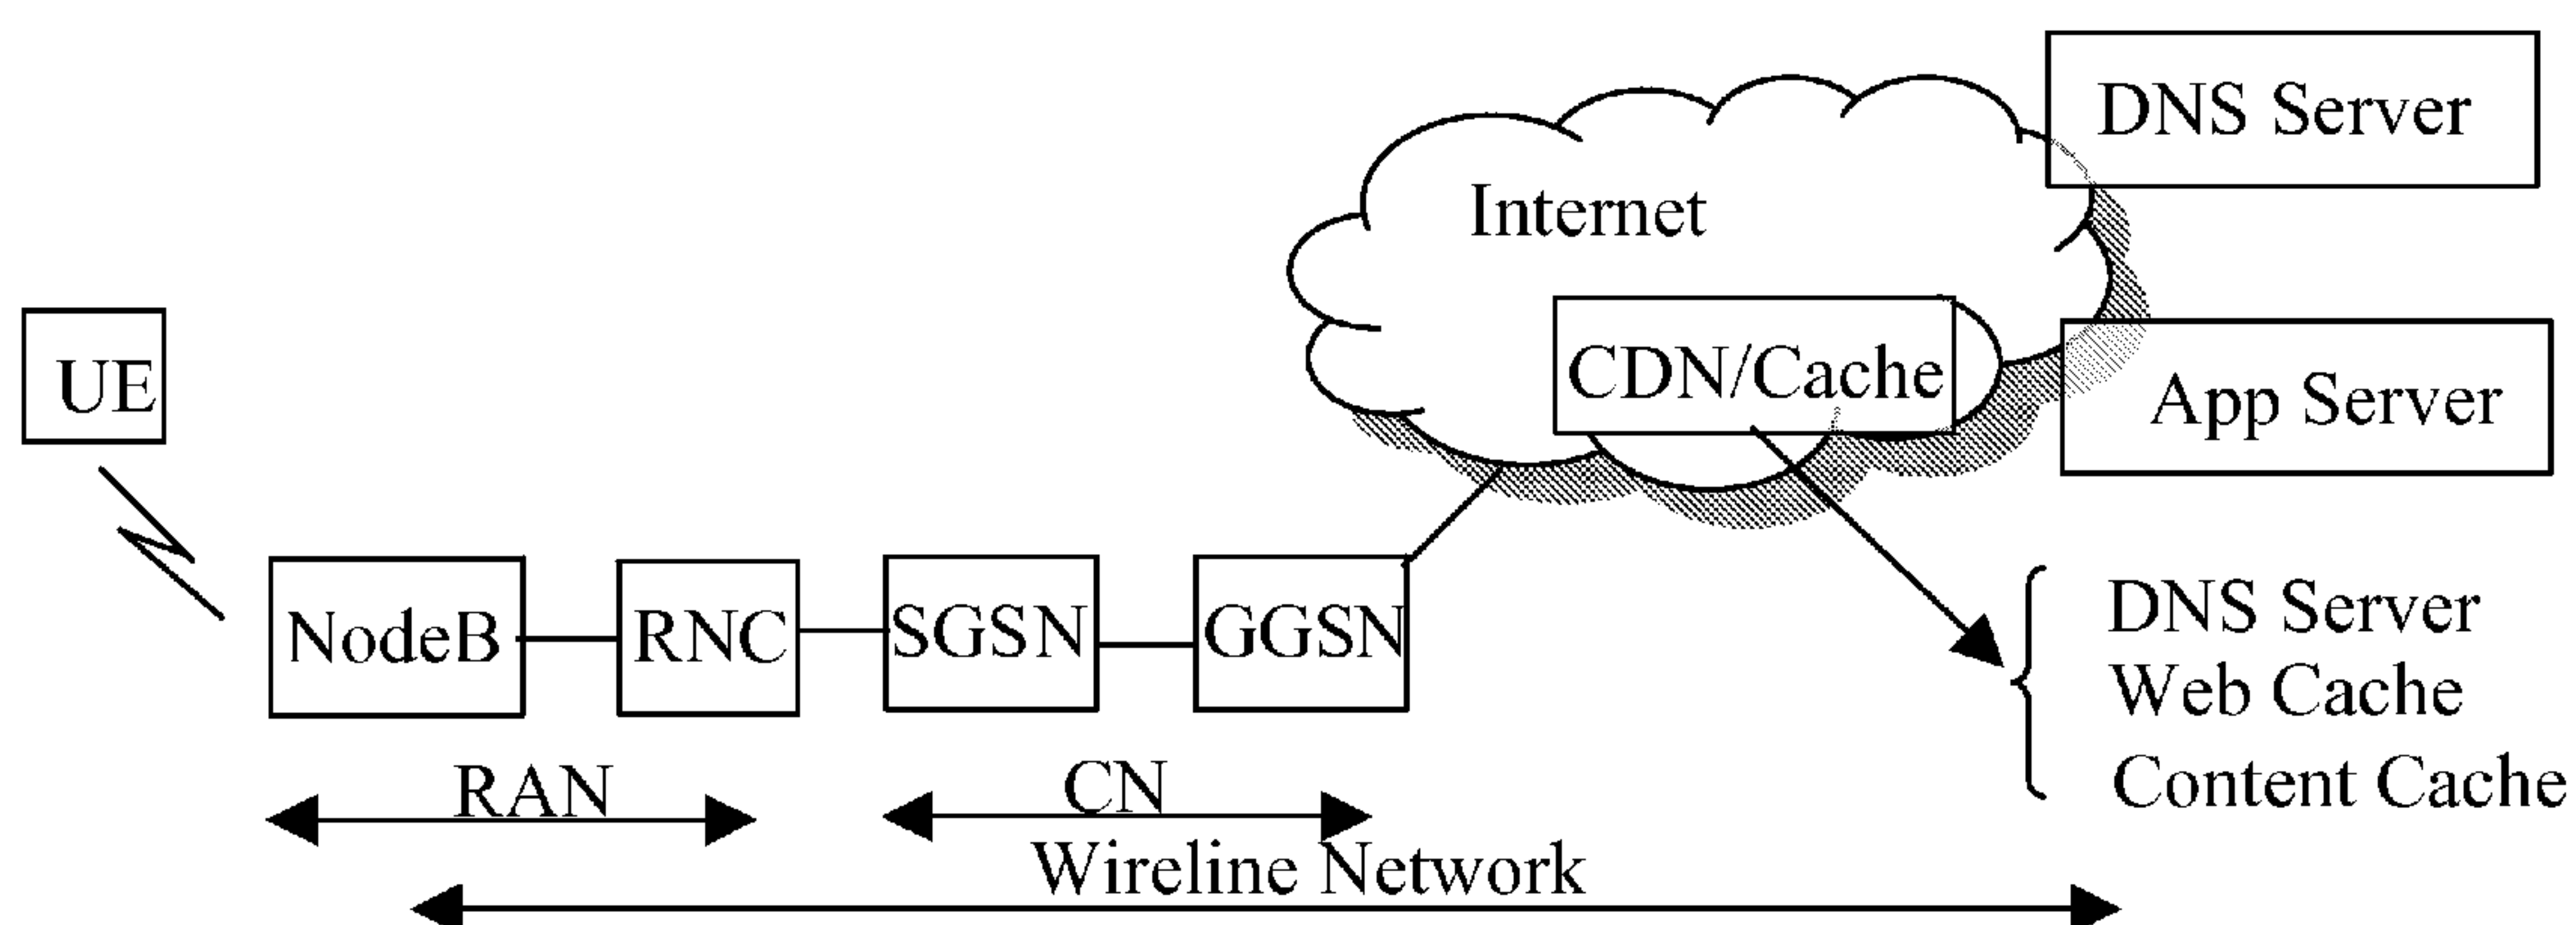 DNS Server
Internet
CDN/Cache
App Server
UE
NodeB
RNC
SGSN
GGSN
DNS Server
Web Cache
Content Cache
RAN
CN
Wireline Network